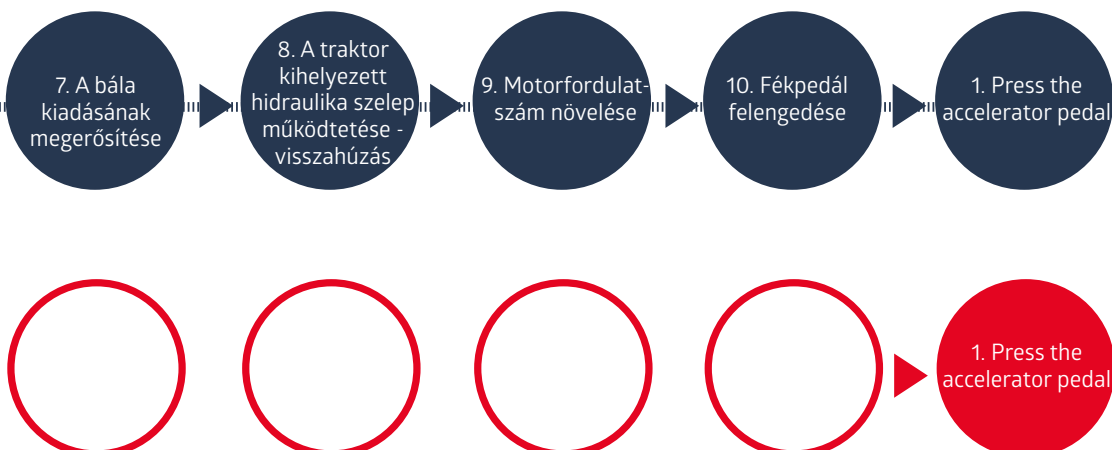 7. A bála
kiadásának
megerősítése
8. A traktor
kihelyezett
hidraulika szelep
működtetése -
visszahúzás
9. Motorfordulat-
szám növelése
10. Fékpedál
felengedése
1. Press the
accelerator pedal
1. Press the
accelerator pedal